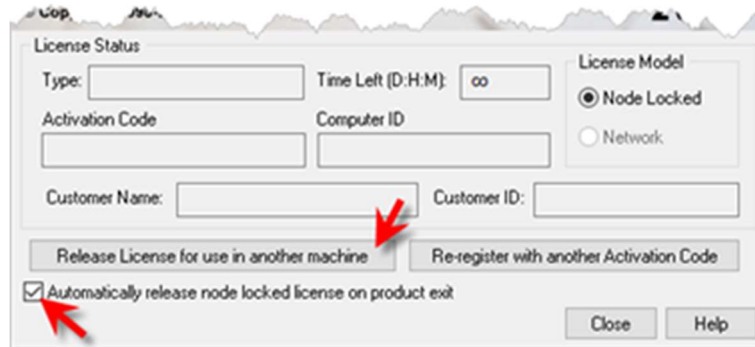 License Status
License Model
Type:
Time Left (D:H:M): ∞
Node Locked
Activation Code
Computer ID
Network
Customer Name:
Customer ID:
Release License for use in another machine
Re-register with another Activation Code
Automatically release node locked license on product exit
Close
Help